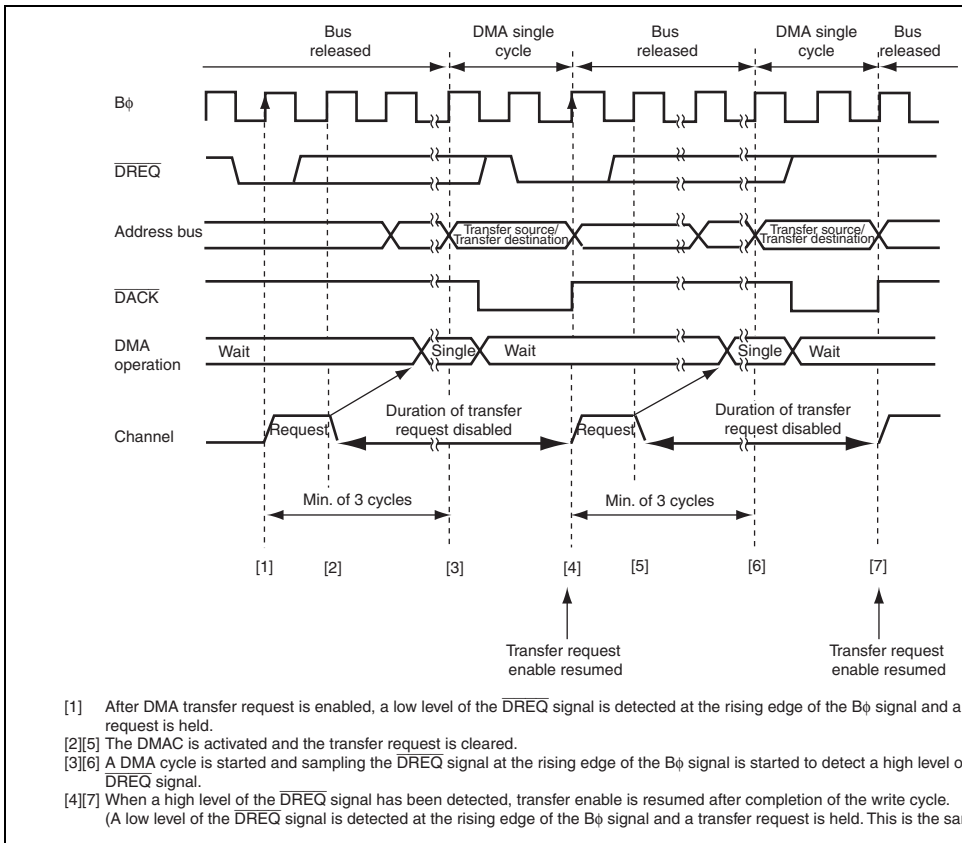 Bus released
DMA single cycle
Bus released
DMA single cycle
Bus released
Bφ
DREQ
Address bus
Transfer source/
Transfer destination
Transfer source/
Transfer destination
DACK
DMA operation
Wait
Single
Wait
Single
Wait
Channel
Request
Duration of transfer request disabled
Request
Duration of transfer request disabled
Min. of 3 cycles
Min. of 3 cycles
[1] [2] [3] [4] [5] [6] [7]
Transfer request enable resumed
Transfer request enable resumed
[1] After DMA transfer request is enabled, a low level of the DREQ signal is detected at the rising edge of the Bφ signal and a
request is held.
[2][5] The DMAC is activated and the transfer request is cleared.
[3][6] A DMA cycle is started and sampling the DREQ signal at the rising edge of the Bφ signal is started to detect a high level o
DREQ signal.
[4][7] When a high level of the DREQ signal has been detected, transfer enable is resumed after completion of the write cycle.
(A low level of the DREQ signal is detected at the rising edge of the Bφ signal and a transfer request is held. This is the